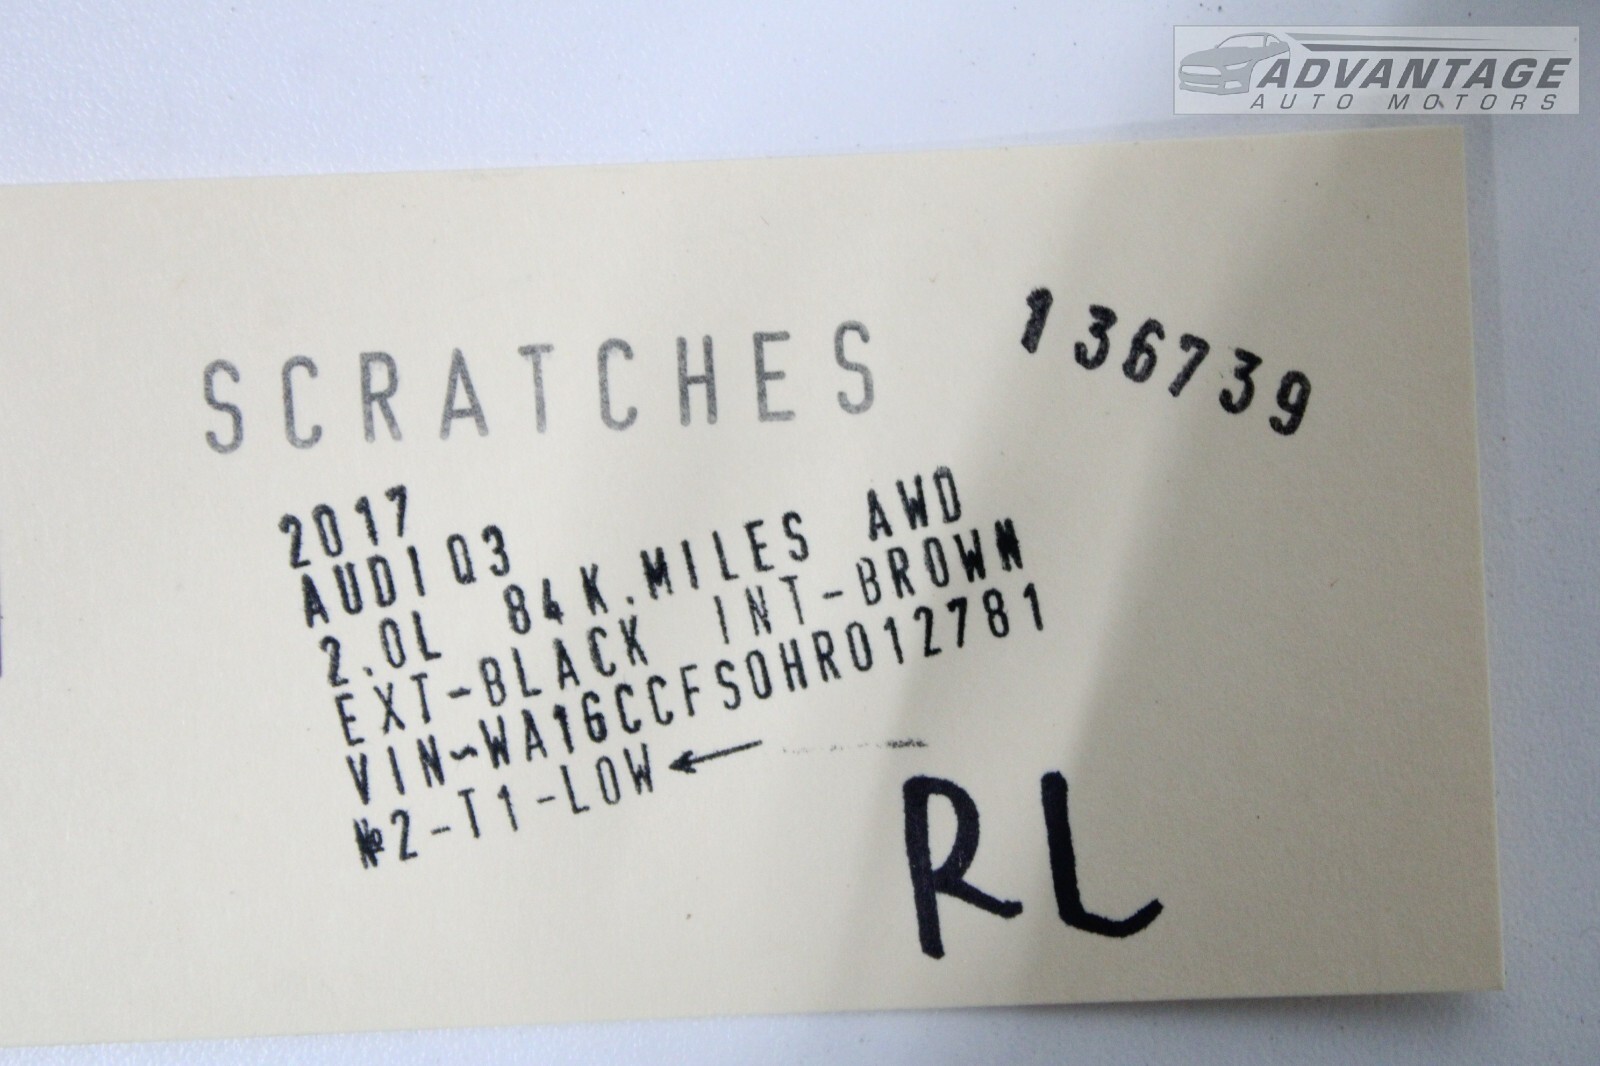 ADVANTAGE
AUTO MOTORS
136739
SCRATCHES
2017
AUDI Q3
2.0L 84K.MILES AWD
EXT-BLACK INT-BROWN
VIN-WA16CCFS0HR012781
№2-T1-LOW
RL